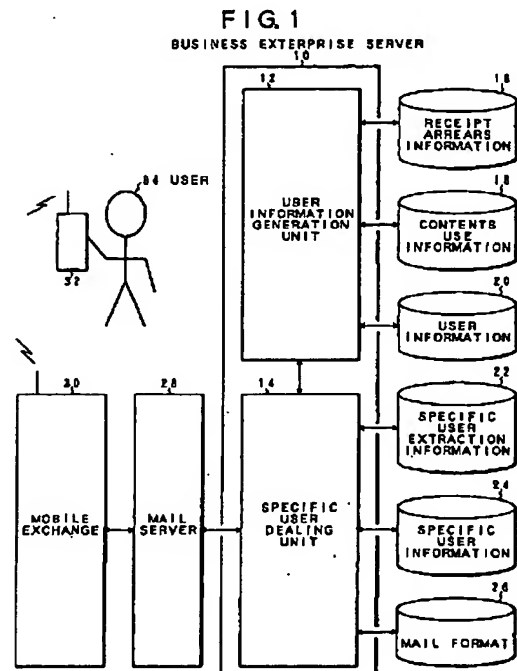 FIG.1
BUSINESS EXTERPRISE SERVER
10
12
16
RECEIPT
ARREARS
INFORMATION
34 USER
USER
INFORMATION
GENERATION
UNIT
18
CONTENTS
USE
INFORMATION
32
20
USER
INFORMATION
30
28
14
22
SPECIFIC
USER
EXTRACTION
INFORMATION
MOBILE
EXCHANGE
MAIL
SERVER
SPECIFIC
USER
DEALING
UNIT
24
SPECIFIC
USER
INFORMATION
26
MAIL FORMAT